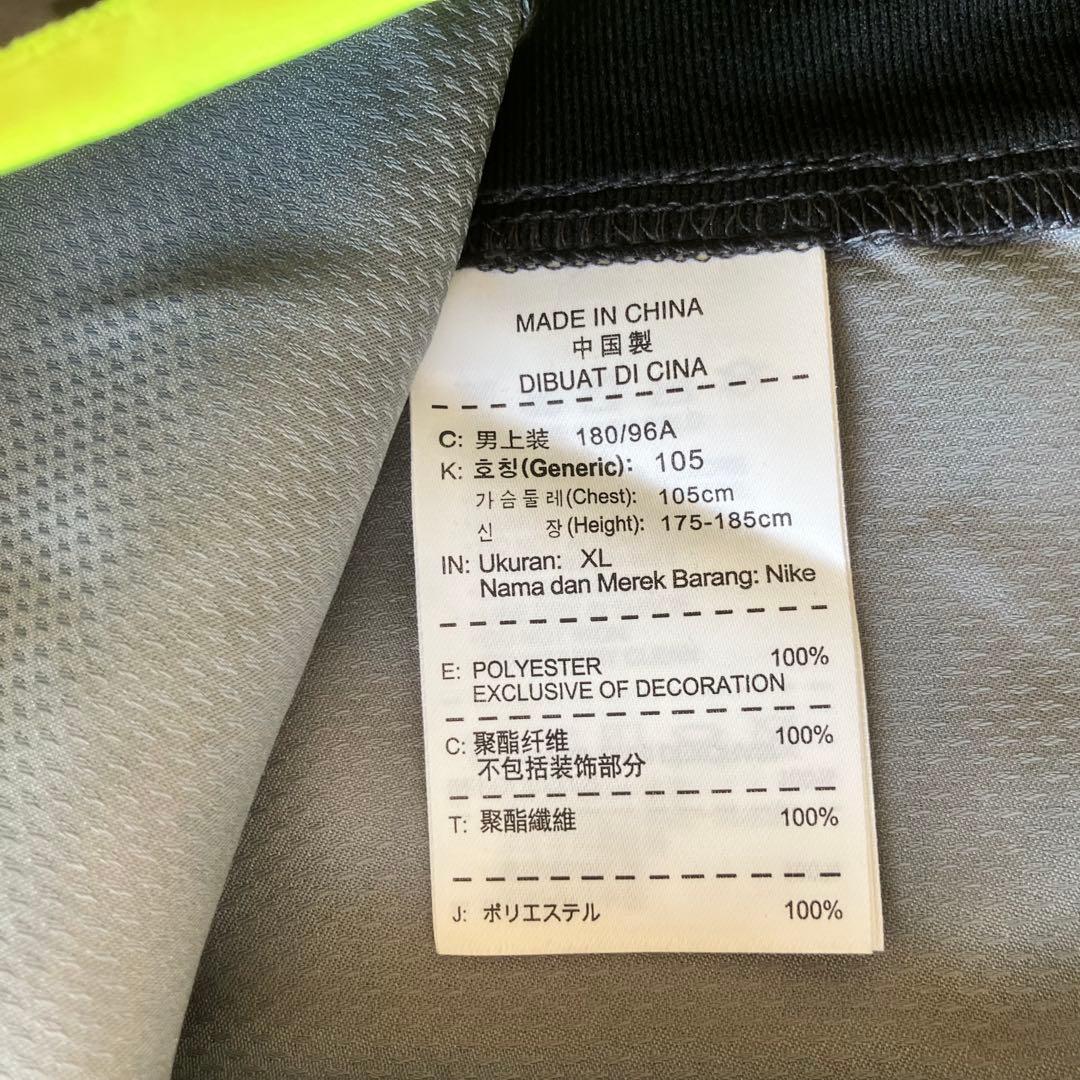 MADE IN CHINA
中国製
DIBUAT DI CINA
C: 男上装 180/96A
K: 호칭(Generic): 105
가슴둘레(Chest): 105cm
신 장(Height): 175-185cm
IN: Ukuran: XL
Nama dan Merek Barang: Nike
E: POLYESTER 100%
EXCLUSIVE OF DECORATION
C: 聚酯纤维 100%
不包括装饰部分
T: 聚酯纖維 100%
J: ポリエステル 100%